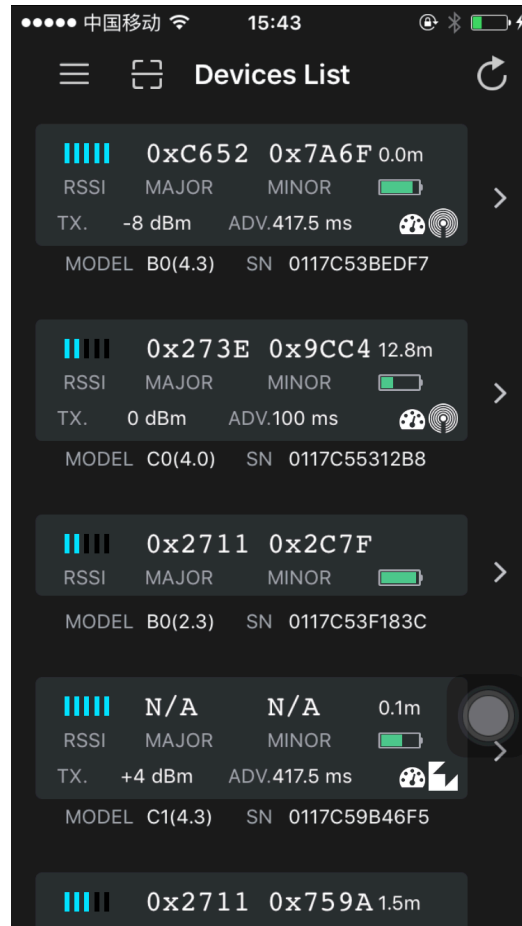 中国移动 15:43
Devices List
0xC652 0x7A6F 0.0m
RSSI MAJOR MINOR
TX. -8 dBm ADV.417.5 ms
MODEL B0(4.3) SN 0117C53BEDF7
0x273E 0x9CC4 12.8m
RSSI MAJOR MINOR
TX. 0 dBm ADV.100 ms
MODEL C0(4.0) SN 0117C55312B8
0x2711 0x2C7F
RSSI MAJOR MINOR
MODEL B0(2.3) SN 0117C53F183C
N/A N/A 0.1m
RSSI MAJOR MINOR
TX. +4 dBm ADV.417.5 ms
MODEL C1(4.3) SN 0117C59B46F5
0x2711 0x759A 1.5m